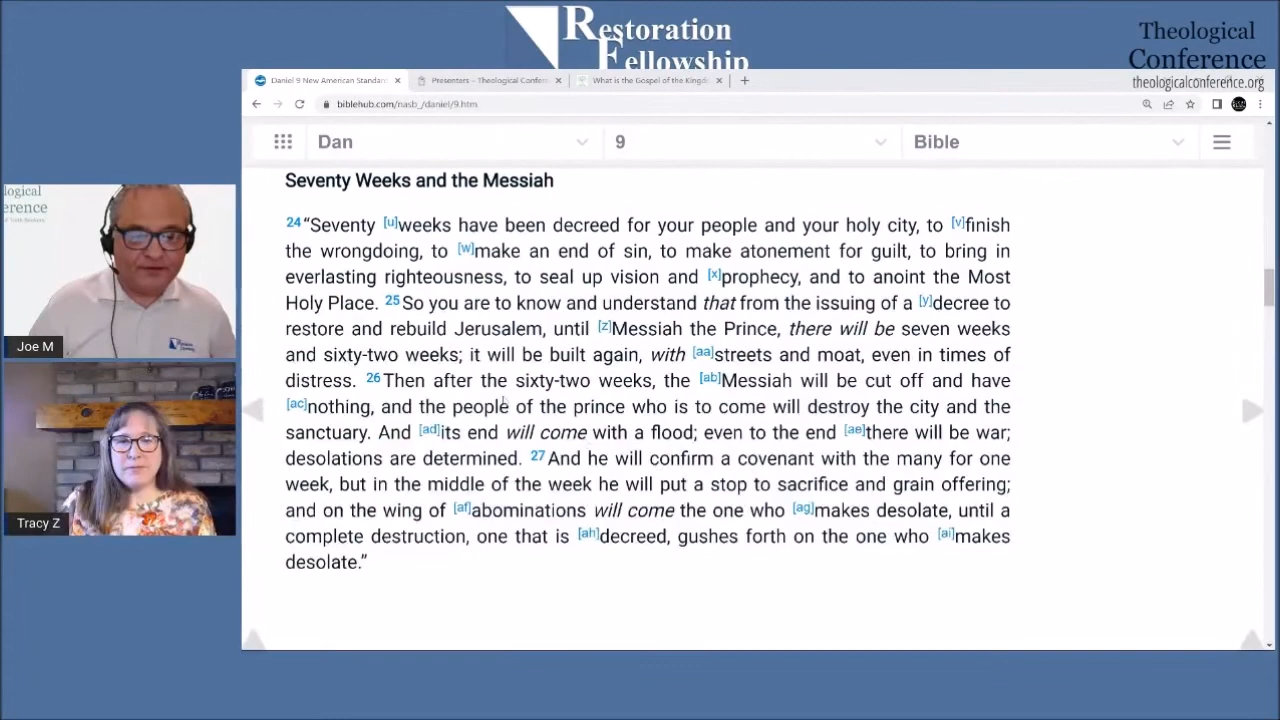 Restoration
Fellowship
Theological
Conference
theologicalconference.org
Daniel 9 New American Standard
Presenters – Theological Confer
What is the Gospel of the Kingd
biblehub.com/nasb_/daniel/9.htm
Dan 9 Bible
Seventy Weeks and the Messiah
24 “Seventy [u]weeks have been decreed for your people and your holy city, to [v]finish
the wrongdoing, to [w]make an end of sin, to make atonement for guilt, to bring in
everlasting righteousness, to seal up vision and [x]prophecy, and to anoint the Most
Holy Place. 25 So you are to know and understand that from the issuing of a [y]decree to
restore and rebuild Jerusalem, until [z]Messiah the Prince, there will be seven weeks
and sixty-two weeks; it will be built again, with [aa]streets and moat, even in times of
distress. 26 Then after the sixty-two weeks, the [ab]Messiah will be cut off and have
[ac]nothing, and the people of the prince who is to come will destroy the city and the
sanctuary. And [ad]its end will come with a flood; even to the end [ae]there will be war;
desolations are determined. 27 And he will confirm a covenant with the many for one
week, but in the middle of the week he will put a stop to sacrifice and grain offering;
and on the wing of [af]abominations will come the one who [ag]makes desolate, until a
complete destruction, one that is [ah]decreed, gushes forth on the one who [ai]makes
desolate.”
logical
erence
Joe M
Tracy Z